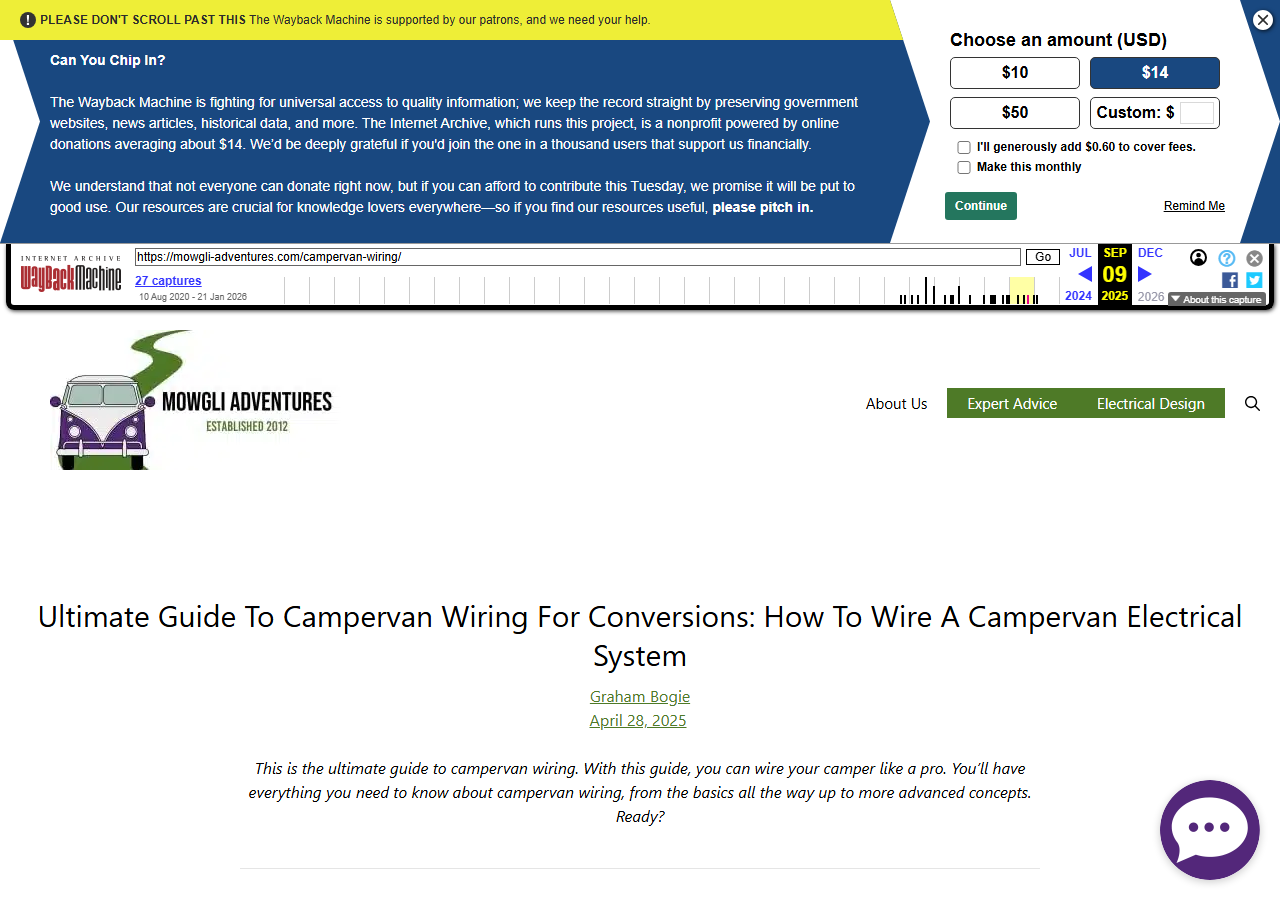 PLEASE DON'T SCROLL PAST THIS The Wayback Machine is supported by our patrons, and we need your help.
Can You Chip In?
The Wayback Machine is fighting for universal access to quality information; we keep the record straight by preserving government
websites, news articles, historical data, and more. The Internet Archive, which runs this project, is a nonprofit powered by online
donations averaging about $14. We'd be deeply grateful if you'd join the one in a thousand users that support us financially.
We understand that not everyone can donate right now, but if you can afford to contribute this Tuesday, we promise it will be put to
good use. Our resources are crucial for knowledge lovers everywhere—so if you find our resources useful, please pitch in.
Choose an amount (USD)
$10
$14
$50
Custom: $
I'll generously add $0.60 to cover fees.
Make this monthly
Continue
Remind Me
INTERNET ARCHIVE
WayBackMachine
https://mowgli-adventures.com/campervan-wiring/
Go
27 captures
10 Aug 2020 - 21 Jan 2026
JUL SEP DEC
09
2024 2025 2026
About this capture
MOWGLI ADVENTURES
ESTABLISHED 2012
About Us
Expert Advice
Electrical Design
Ultimate Guide To Campervan Wiring For Conversions: How To Wire A Campervan Electrical
System
Graham Bogie
April 28, 2025
This is the ultimate guide to campervan wiring. With this guide, you can wire your camper like a pro. You'll have
everything you need to know about campervan wiring, from the basics all the way up to more advanced concepts.
Ready?